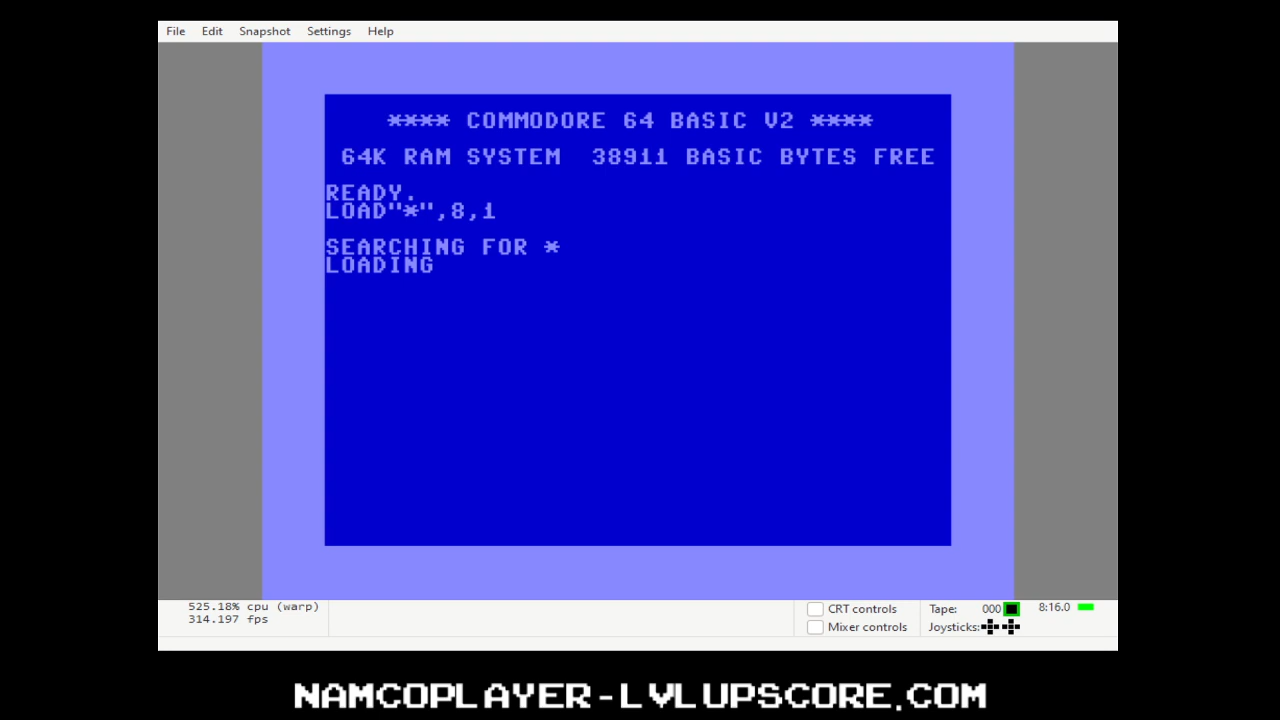 File Edit Snapshot Settings Help
**** COMMODORE 64 BASIC V2 ****
64K RAM SYSTEM 38911 BASIC BYTES FREE
READY.
LOAD"*",8,1
SEARCHING FOR *
LOADING
525.18% cpu (warp)
314.197 fps
CRT controls
Mixer controls
Tape: 000
Joysticks:
8:16.0
NAMCOPLAYER-LVLUPSCORE.COM